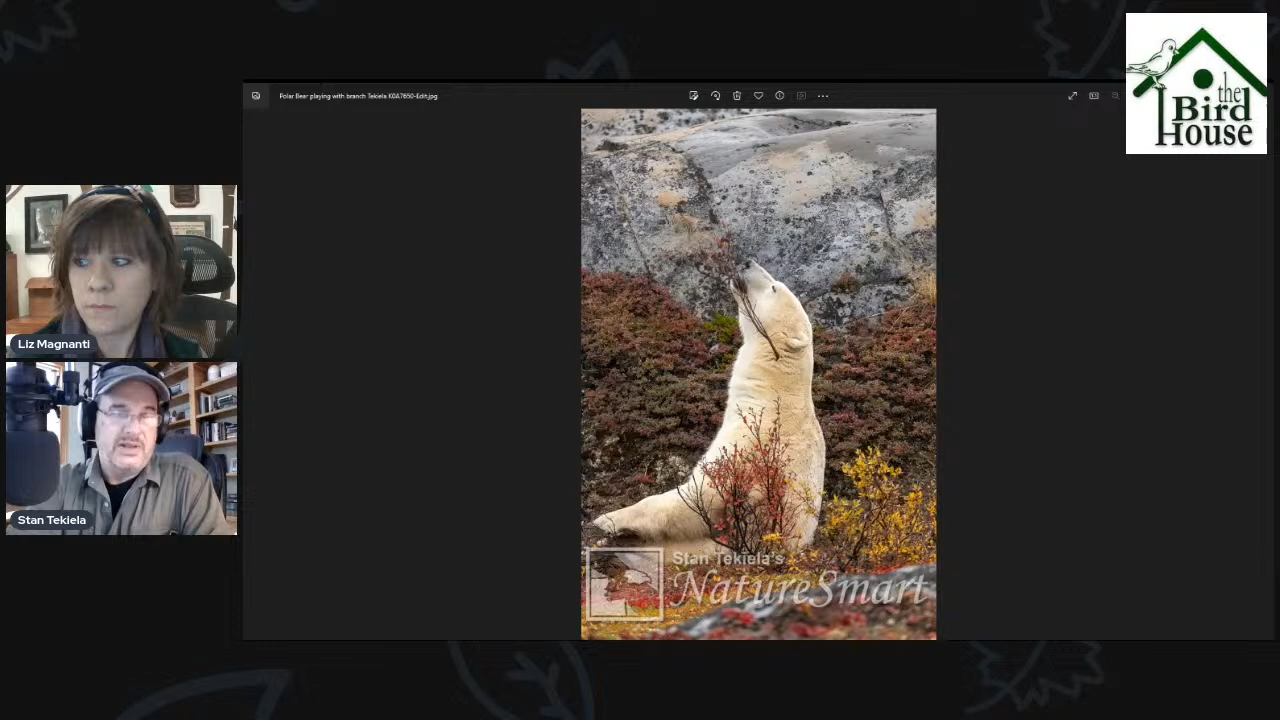 Polar Bear playing with branch Tekiela K0A7650-Edit.jpg
the
Bird
House
Liz Magnanti
Stan Tekiela
Stan Tekiela's
NatureSmart